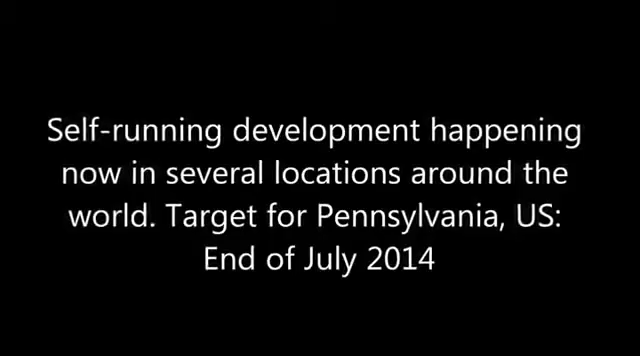 Self-running development happening
now in several locations around the
world. Target for Pennsylvania, US:
End of July 2014